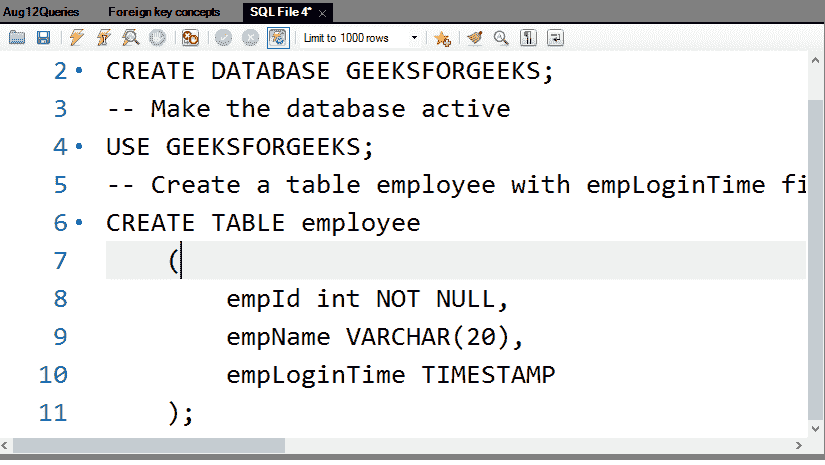 Aug12Queries Foreign key concepts SQL File 4*
Limit to 1000 rows
2 CREATE DATABASE GEEKSFORGEEKS;
3 -- Make the database active
4 USE GEEKSFORGEEKS;
5 -- Create a table employee with empLoginTime fi
6 CREATE TABLE employee
7 (
8 empId int NOT NULL,
9 empName VARCHAR(20),
10 empLoginTime TIMESTAMP
11 );